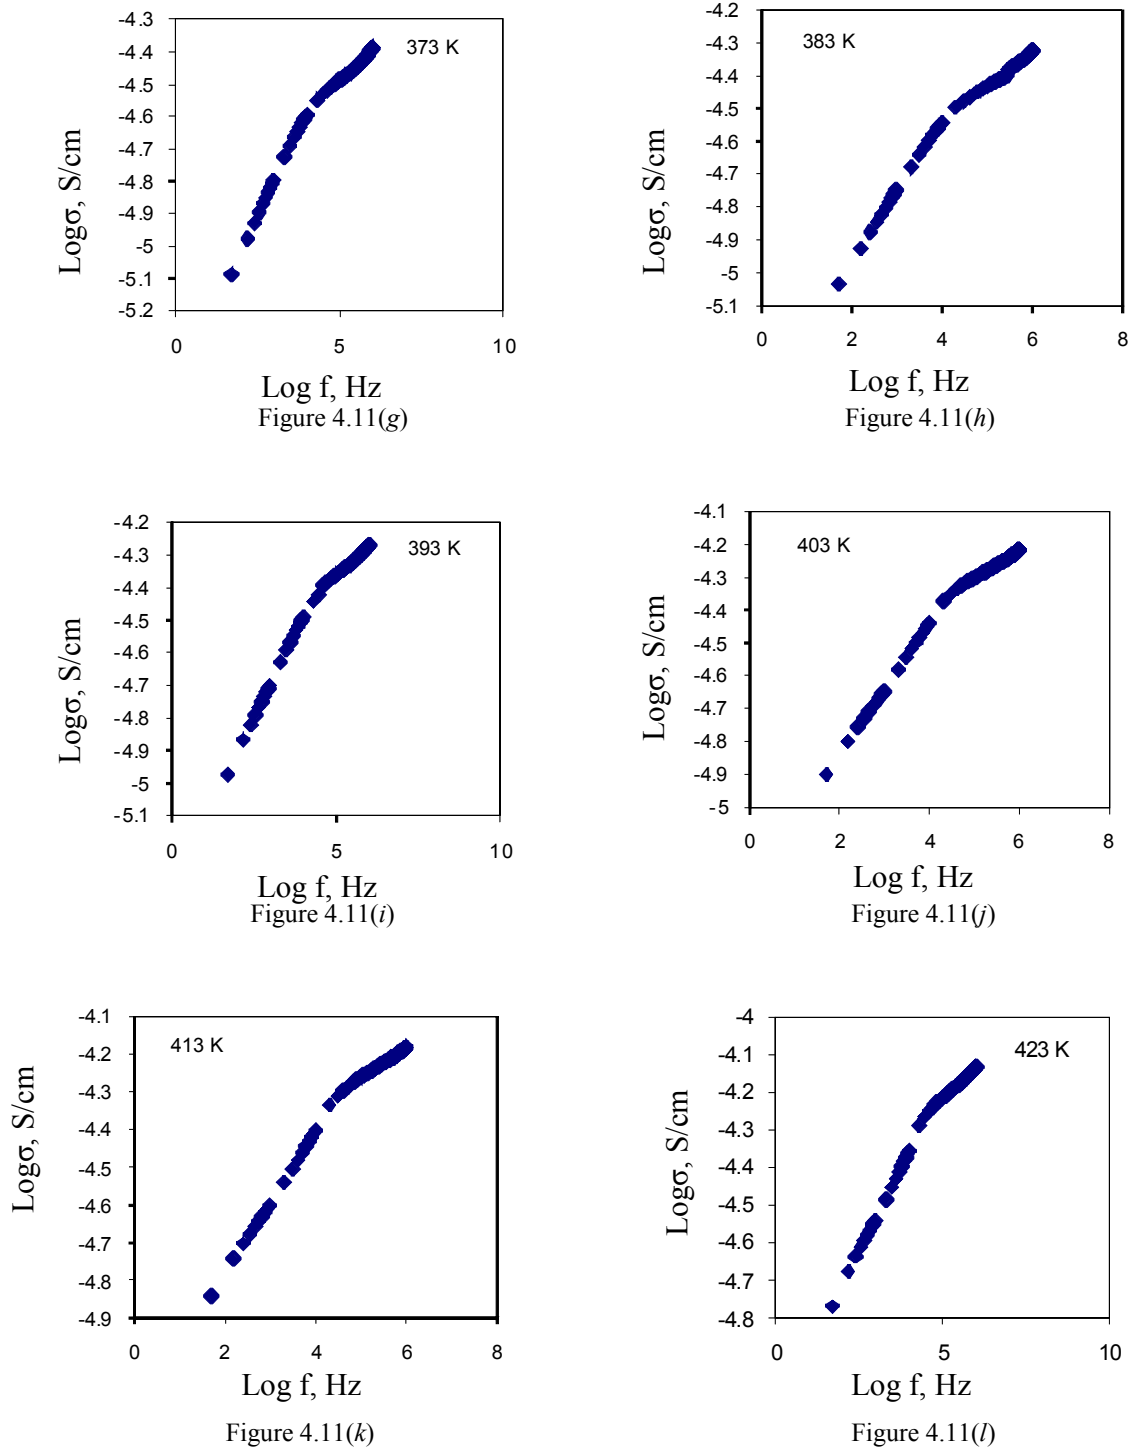 -4.3
-4.4
-4.5
-4.6
-4.7
-4.8
-4.9
-5
-5.1
-5.2
373 K
Logσ, S/cm
0 5 10
Log f, Hz
Figure 4.11(g)
-4.2
-4.3
-4.4
-4.5
-4.6
-4.7
-4.8
-4.9
-5
-5.1
383 K
Logσ, S/cm
0 2 4 6 8
Log f, Hz
Figure 4.11(h)
-4.2
-4.3
-4.4
-4.5
-4.6
-4.7
-4.8
-4.9
-5
-5.1
393 K
Logσ, S/cm
0 5 10
Log f, Hz
Figure 4.11(i)
-4.1
-4.2
-4.3
-4.4
-4.5
-4.6
-4.7
-4.8
-4.9
-5
403 K
Logσ, S/cm
0 2 4 6 8
Log f, Hz
Figure 4.11(j)
-4.1
-4.2
-4.3
-4.4
-4.5
-4.6
-4.7
-4.8
-4.9
413 K
Logσ, S/cm
0 2 4 6 8
Log f, Hz
Figure 4.11(k)
-4
-4.1
-4.2
-4.3
-4.4
-4.5
-4.6
-4.7
-4.8
423 K
Logσ, S/cm
0 5 10
Log f, Hz
Figure 4.11(l)